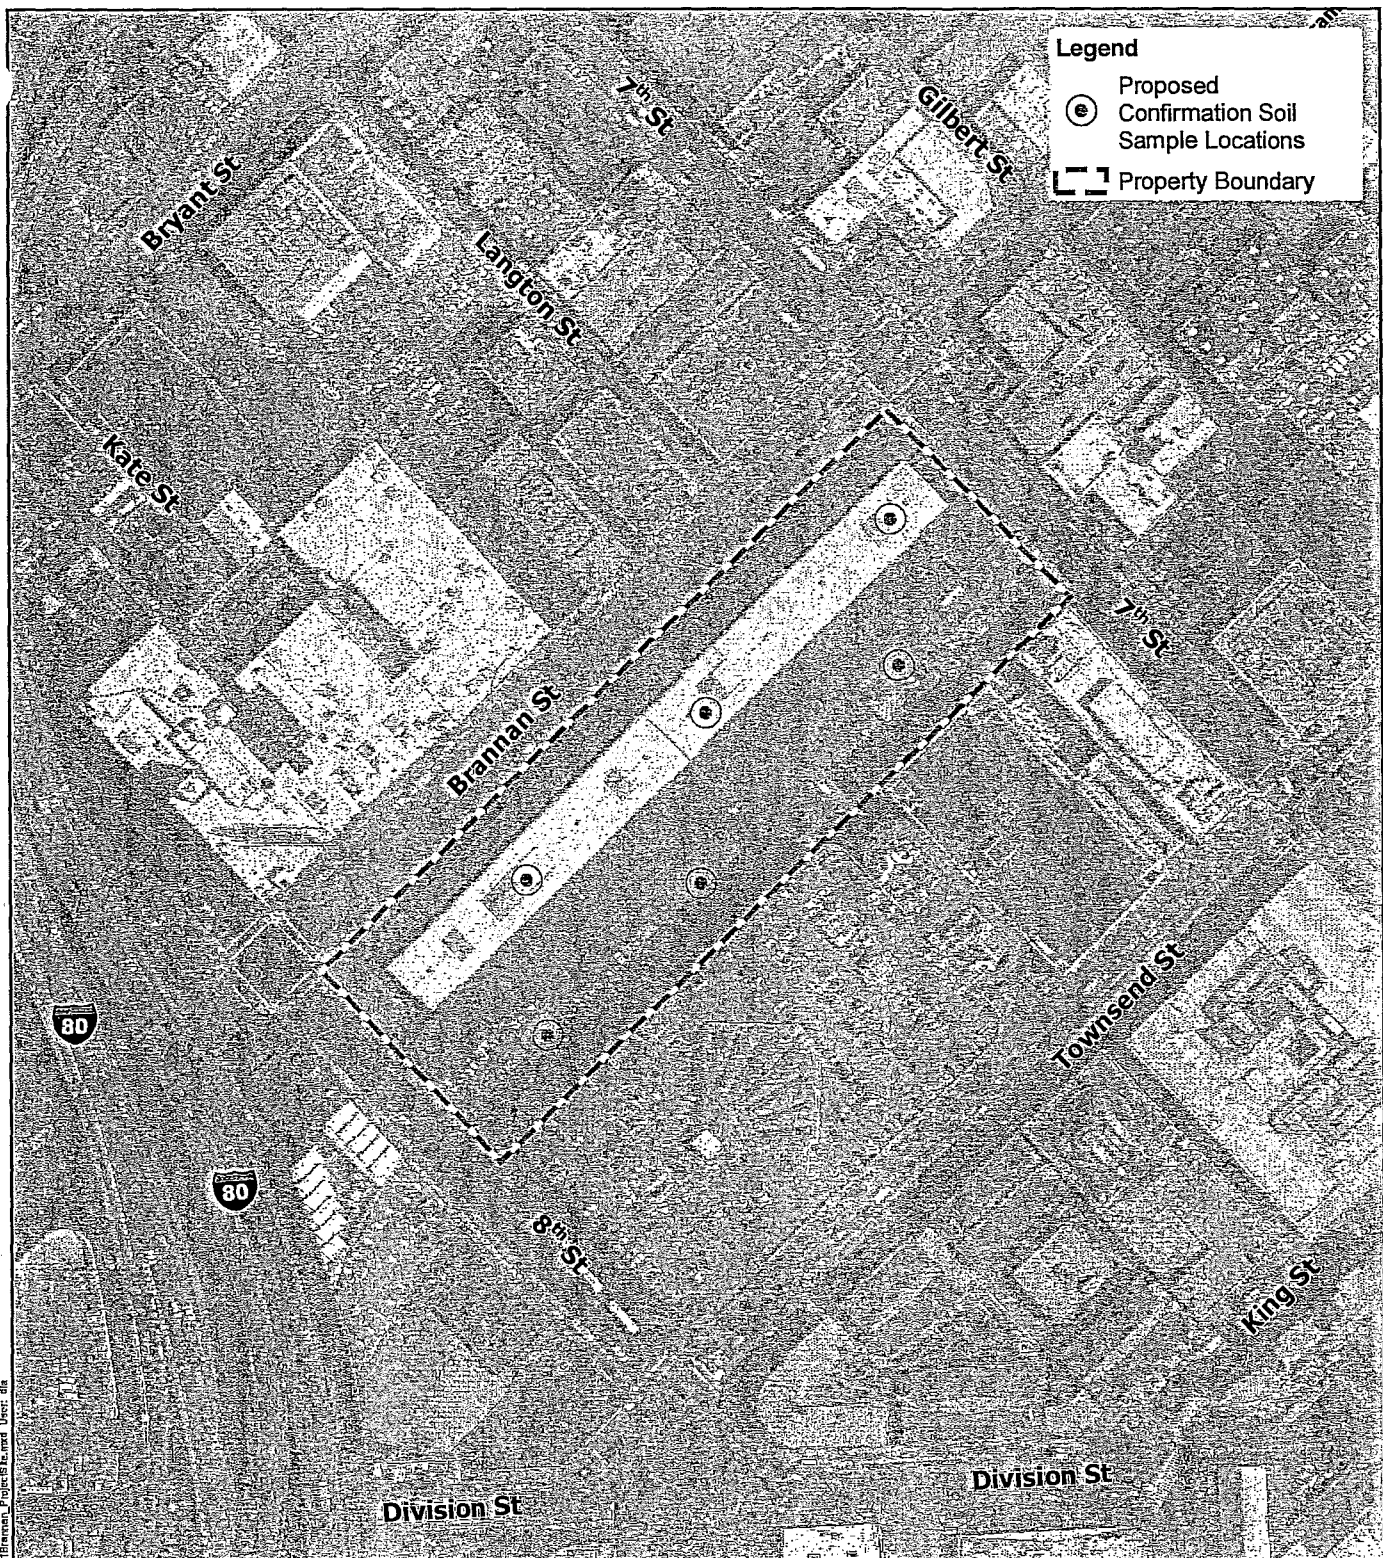 Legend
Proposed
Confirmation Soil
Sample Locations
Property Boundary
7th St
Gilbert St
Bryant St
Langton St
Kate St
7th St
Brannan St
80
Townsend St
80
8th St
King St
Division St
Division St